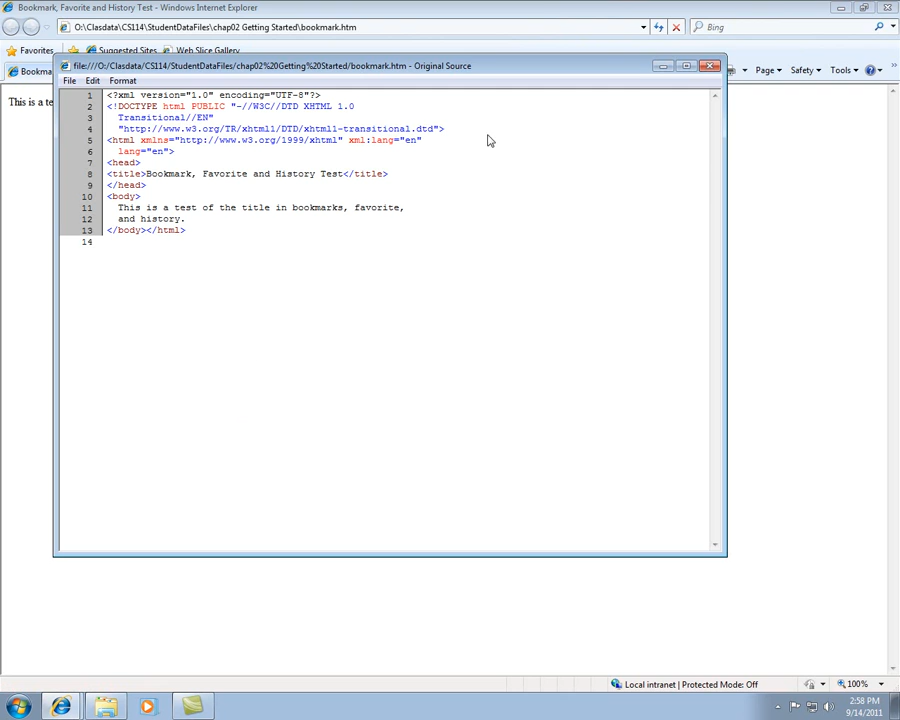 Bookmark, Favorite and History Test - Windows Internet Explorer
O:\Clasdata\CS114\StudentDataFiles\chap02 Getting Started\bookmark.htm
Bing
Favorites
Suggested Sites
Web Slice Gallery
Bookma
Page
Safety
Tools
This is a te
file:///O:/Clasdata/CS114/StudentDataFiles/chap02%20Getting%20Started/bookmark.htm - Original Source
File Edit Format
1 <?xml version="1.0" encoding="UTF-8"?>
2 <!DOCTYPE html PUBLIC "-//W3C//DTD XHTML 1.0
3 Transitional//EN"
4 "http://www.w3.org/TR/xhtml1/DTD/xhtml1-transitional.dtd">
5 <html xmlns="http://www.w3.org/1999/xhtml" xml:lang="en"
6 lang="en">
7 <head>
8 <title>Bookmark, Favorite and History Test</title>
9 </head>
10 <body>
11 This is a test of the title in bookmarks, favorite,
12 and history.
13 </body></html>
14
Local intranet | Protected Mode: Off
100%
2:58 PM
9/14/2011